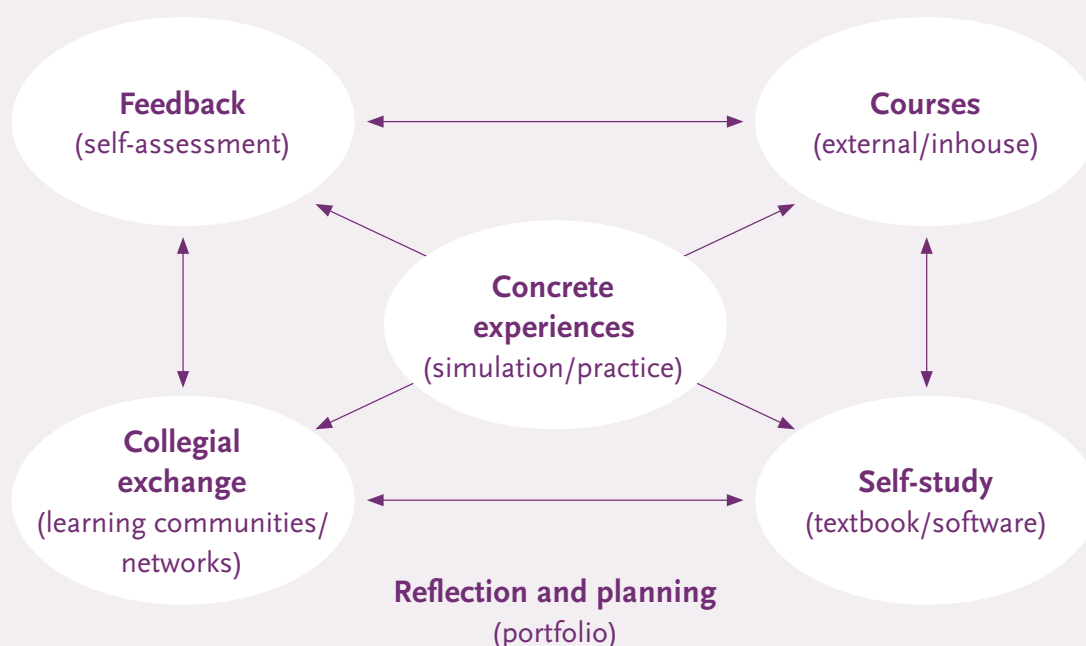 Feedback
(self-assessment)
Courses
(external/inhouse)
Concrete
experiences
(simulation/practice)
Collegial
exchange
(learning communities/
networks)
Self-study
(textbook/software)
Reflection and planning
(portfolio)